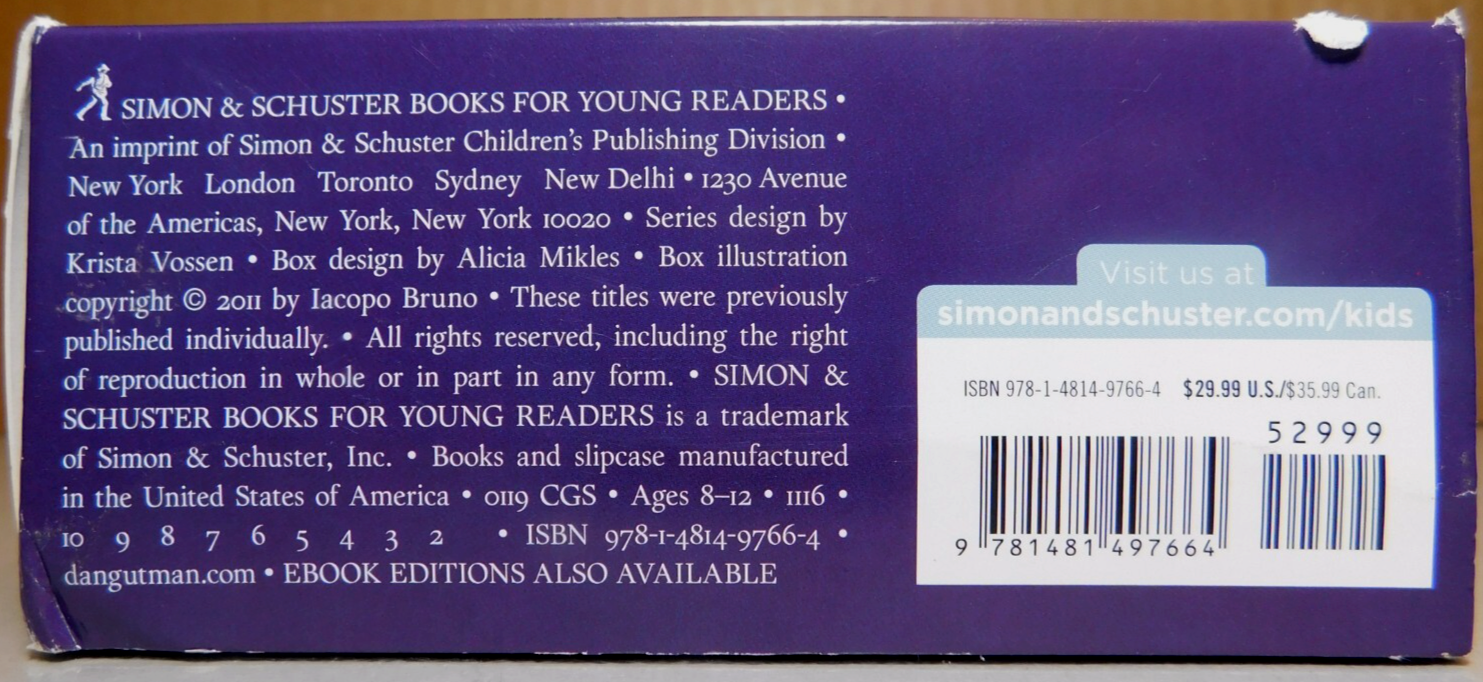 SIMON & SCHUSTER BOOKS FOR YOUNG READERS •
An imprint of Simon & Schuster Children's Publishing Division •
New York London Toronto Sydney New Delhi • 1230 Avenue
of the Americas, New York, New York 10020 • Series design by
Krista Vossen • Box design by Alicia Mikles • Box illustration
copyright © 2011 by Iacopo Bruno • These titles were previously
published individually. • All rights reserved, including the right
of reproduction in whole or in part in any form. • SIMON &
SCHUSTER BOOKS FOR YOUNG READERS is a trademark
of Simon & Schuster, Inc. • Books and slipcase manufactured
in the United States of America • 0119 CGS • Ages 8–12 • 1116 •
10 9 8 7 6 5 4 3 2 • ISBN 978-1-4814-9766-4 •
dangutman.com • EBOOK EDITIONS ALSO AVAILABLE
Visit us at
simonandschuster.com/kids
ISBN 978-1-4814-9766-4 $29.99 U.S./$35.99 Can.
52999
9 781481 497664